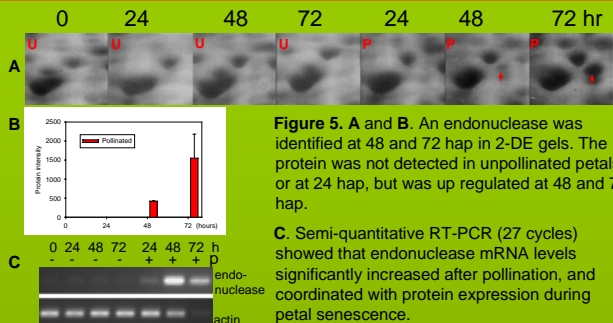 0 24 48 72 24 48 72 hr
U U U U P P P
A
B
Protein intensity
2500
2000
1500
1000
500
0
Pollinated
0 24 48 72 (hours)
Figure 5. A and B. An endonuclease was
identified at 48 and 72 hap in 2-DE gels. The
protein was not detected in unpollinated petals
or at 24 hap, but was up regulated at 48 and 7
hap.
C
0 24 48 72 24 48 72 h
- - - - + + + p
endo-
nuclease
actin
C. Semi-quantitative RT-PCR (27 cycles)
showed that endonuclease mRNA levels
significantly increased after pollination, and
coordinated with protein expression during
petal senescence.